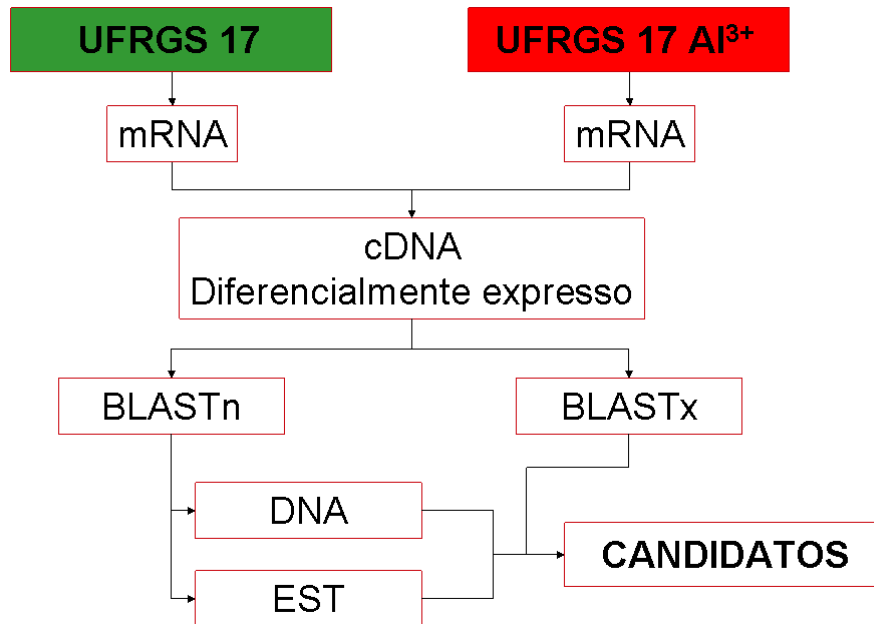 UFRGS 17
UFRGS 17 Al³⁺
mRNA
mRNA
cDNA
Diferencialmente expresso
BLASTn
BLASTx
DNA
CANDIDATOS
EST